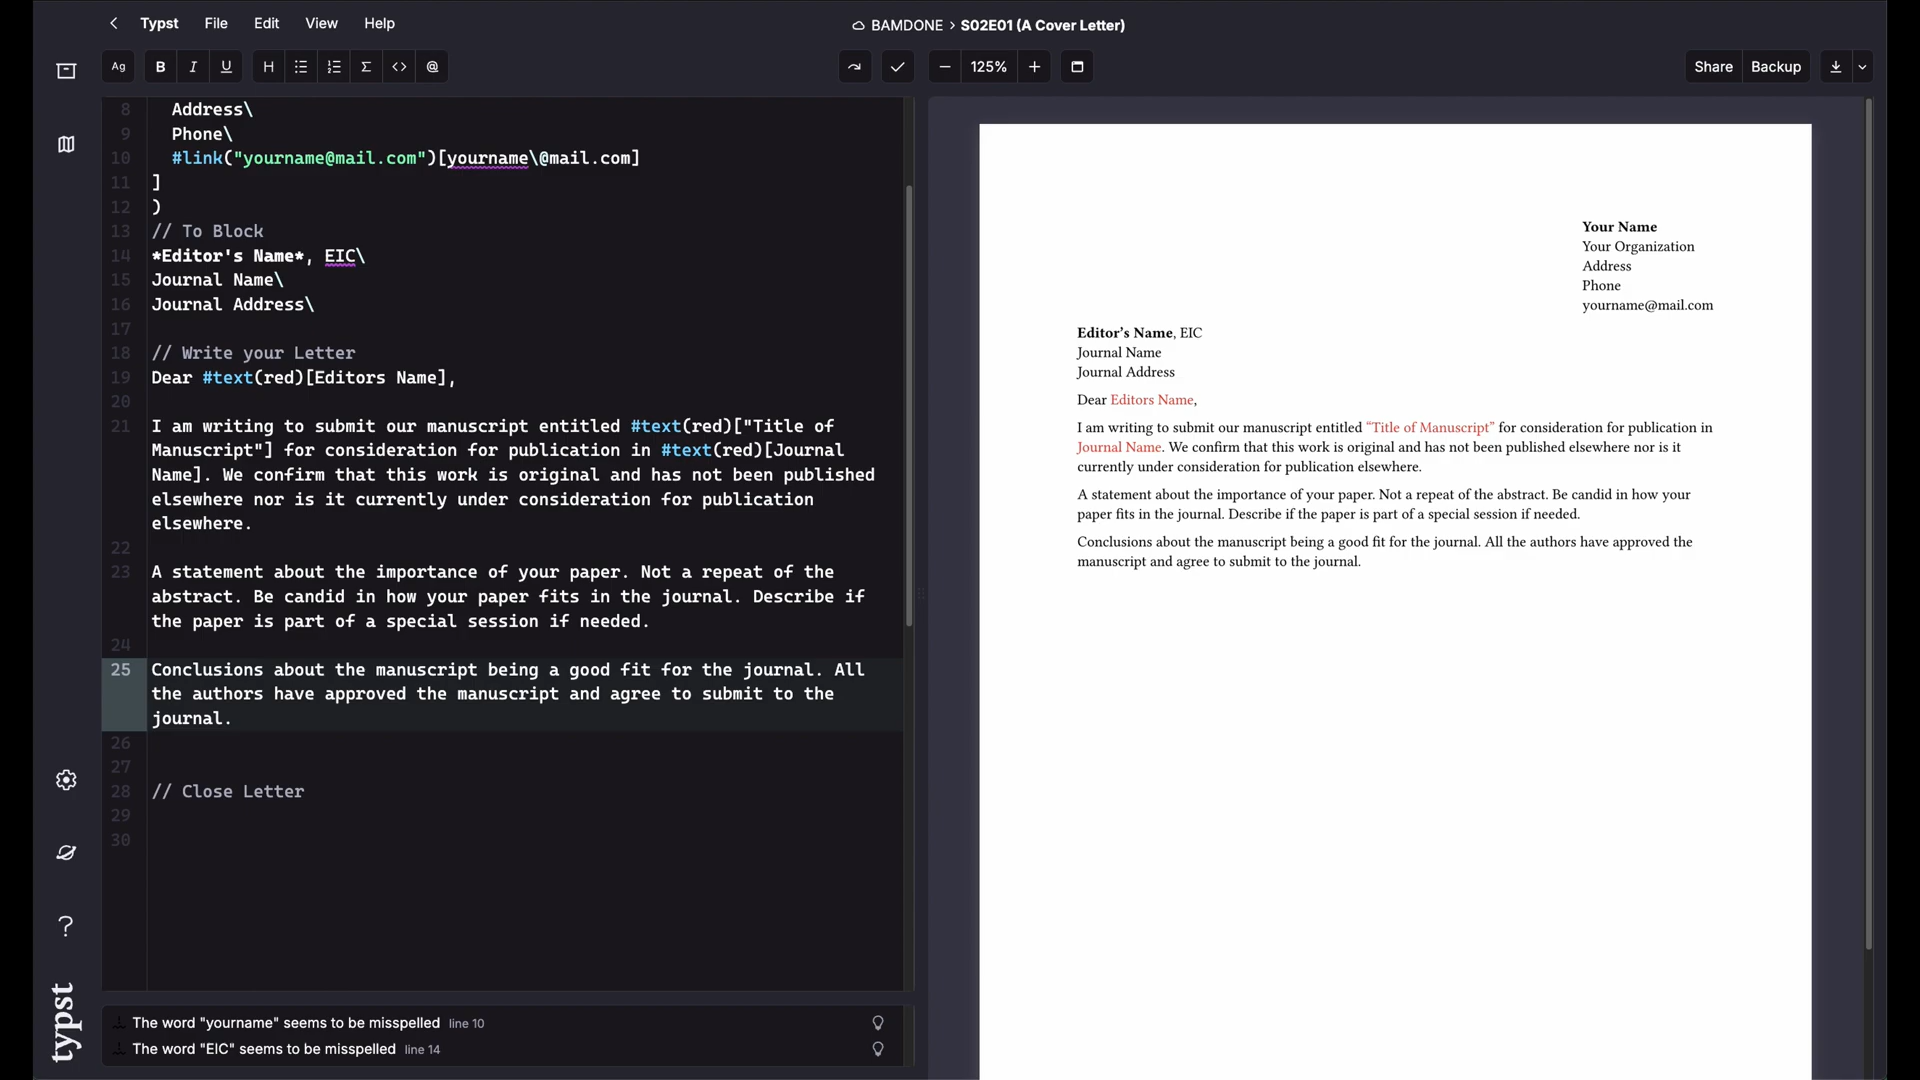 Typst File Edit View Help
BAMDONE > S02E01 (A Cover Letter)
Ag B I U H Σ <> @
125%
Share Backup
8 Address\
9 Phone\
10 #link("yourname@mail.com")[yourname\@mail.com]
11 ]
12 )
13 // To Block
14 *Editor's Name*, EIC\
15 Journal Name\
16 Journal Address\
17
18 // Write your Letter
19 Dear #text(red)[Editors Name],
20
21 I am writing to submit our manuscript entitled #text(red)["Title of
Manuscript"] for consideration for publication in #text(red)[Journal
Name]. We confirm that this work is original and has not been published
elsewhere nor is it currently under consideration for publication
elsewhere.
22
23 A statement about the importance of your paper. Not a repeat of the
abstract. Be candid in how your paper fits in the journal. Describe if
the paper is part of a special session if needed.
24
25 Conclusions about the manuscript being a good fit for the journal. All
the authors have approved the manuscript and agree to submit to the
journal.
26
27
28 // Close Letter
29
30
The word "yourname" seems to be misspelled line 10
The word "EIC" seems to be misspelled line 14
typst
Your Name
Your Organization
Address
Phone
yourname@mail.com
Editor’s Name, EIC
Journal Name
Journal Address
Dear Editors Name,
I am writing to submit our manuscript entitled “Title of Manuscript” for consideration for publication in
Journal Name. We confirm that this work is original and has not been published elsewhere nor is it
currently under consideration for publication elsewhere.
A statement about the importance of your paper. Not a repeat of the abstract. Be candid in how your
paper fits in the journal. Describe if the paper is part of a special session if needed.
Conclusions about the manuscript being a good fit for the journal. All the authors have approved the
manuscript and agree to submit to the journal.